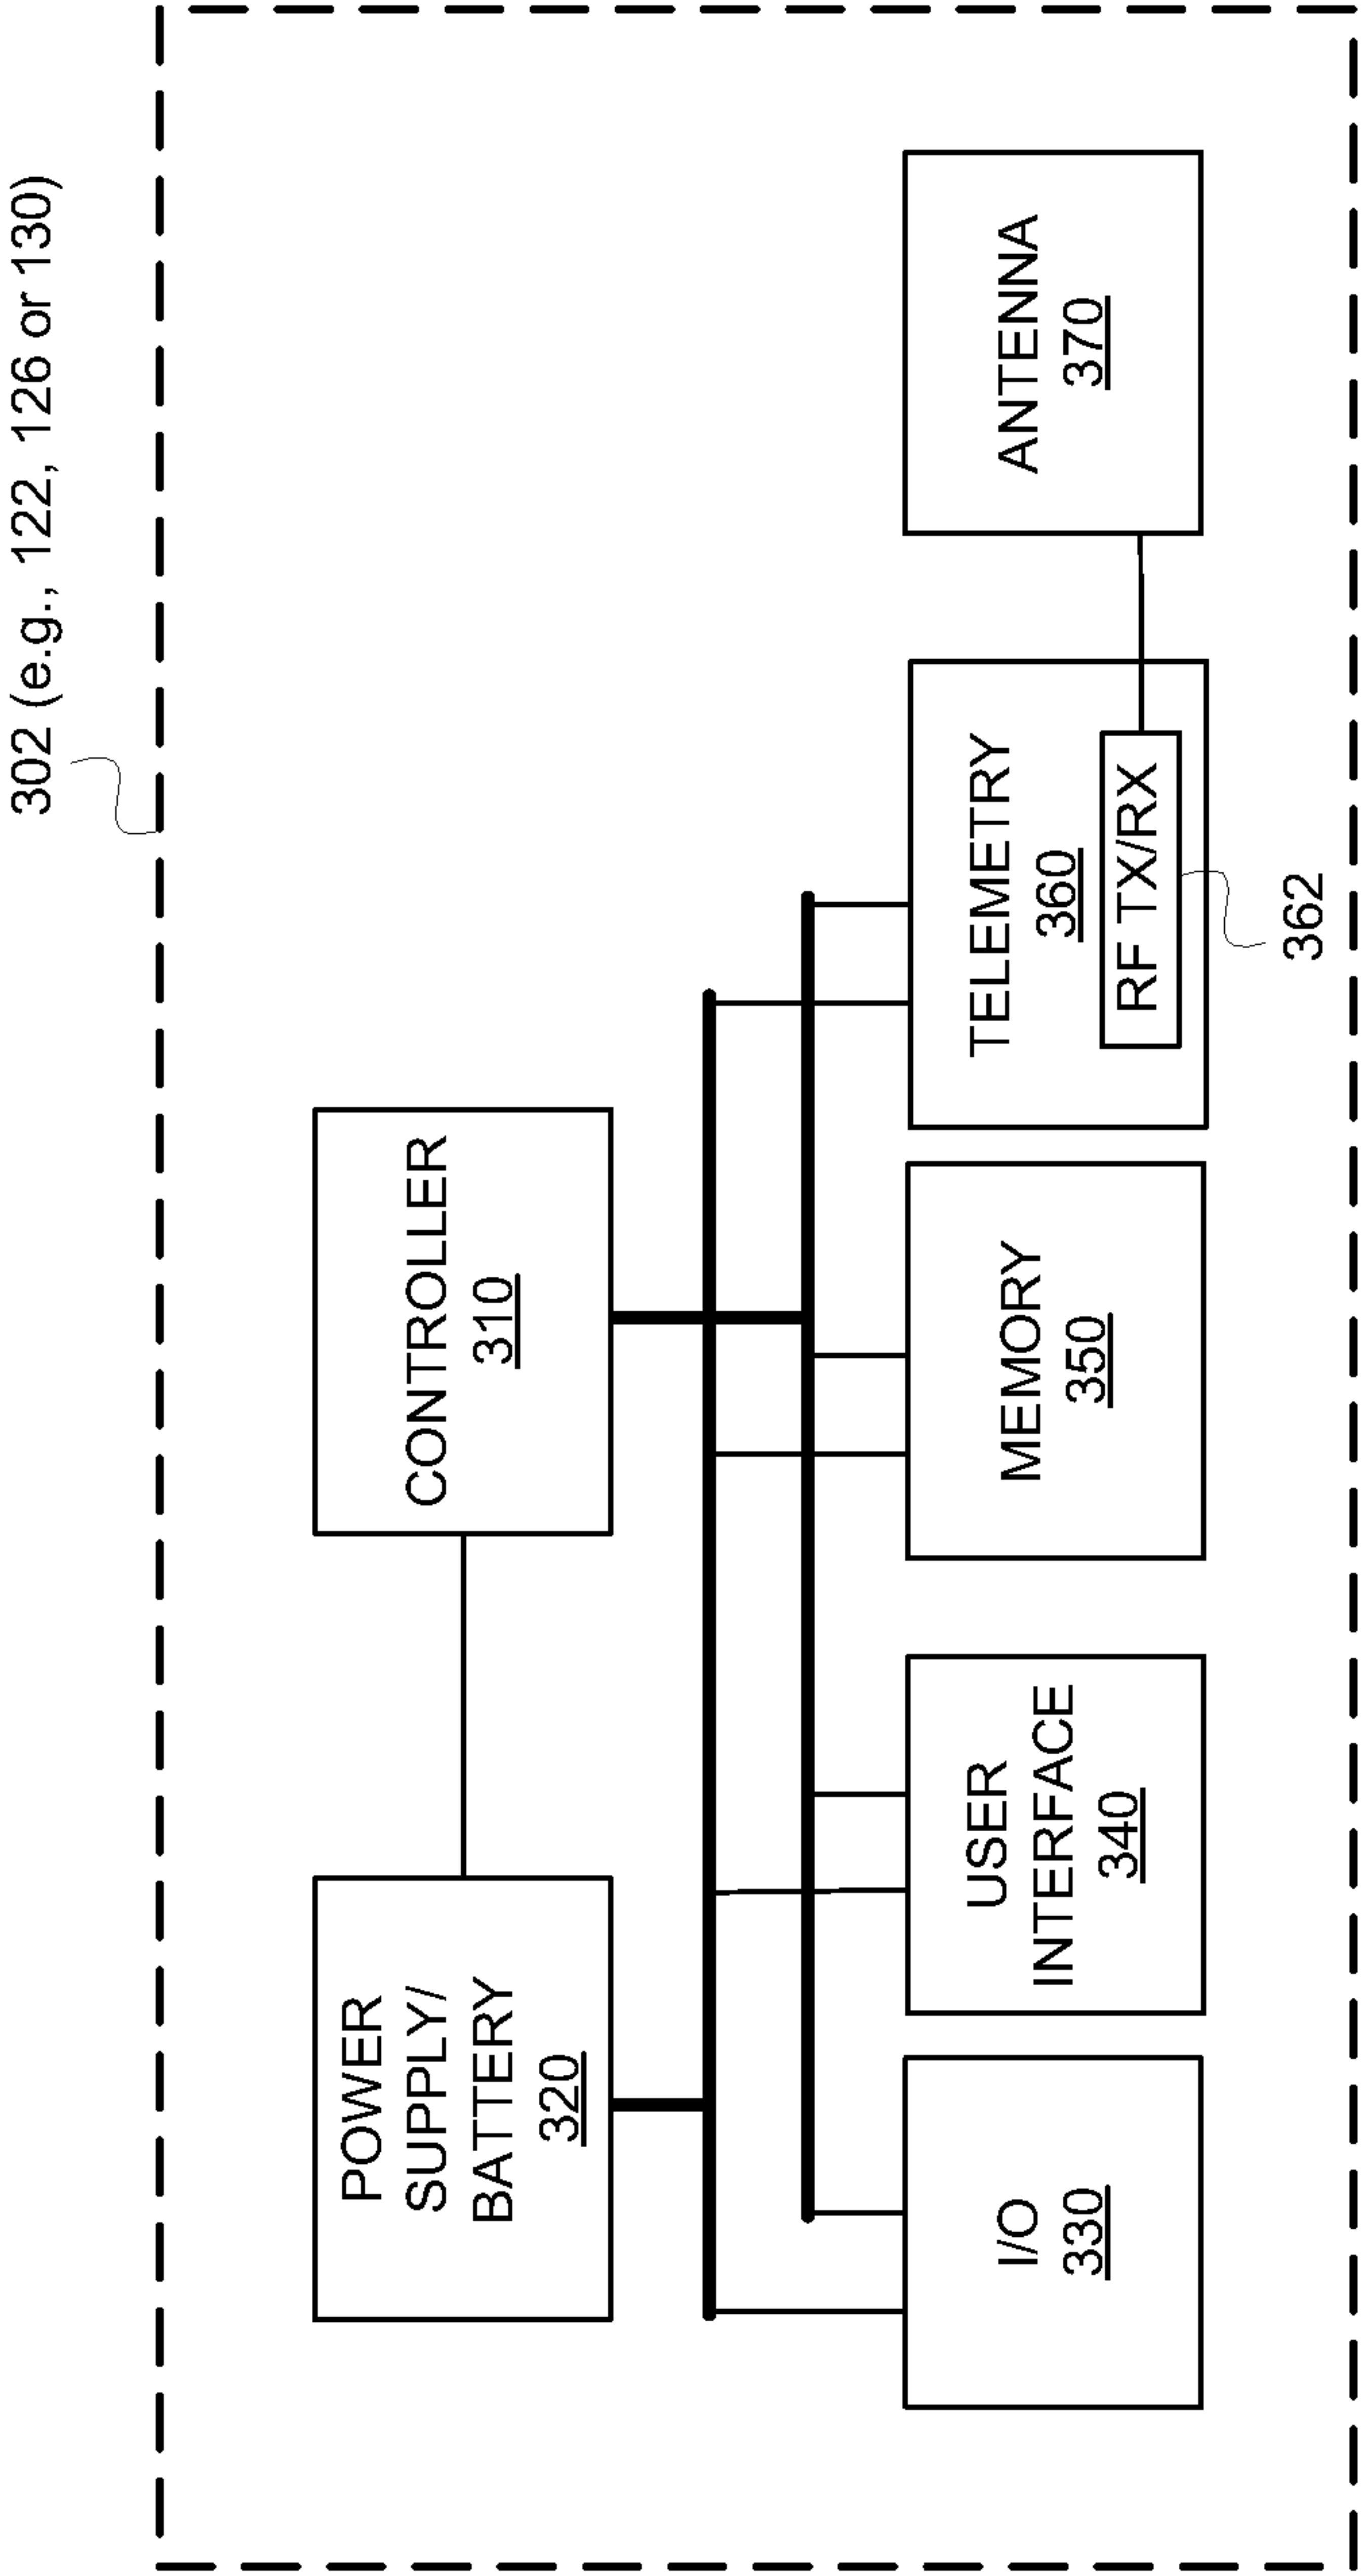 302 (e.g., 122, 126 or 130)
POWER
SUPPLY/
BATTERY
320
CONTROLLER
310
I/O
330
USER
INTERFACE
340
MEMORY
350
TELEMETRY
360
RF TX/RX
362
ANTENNA
370